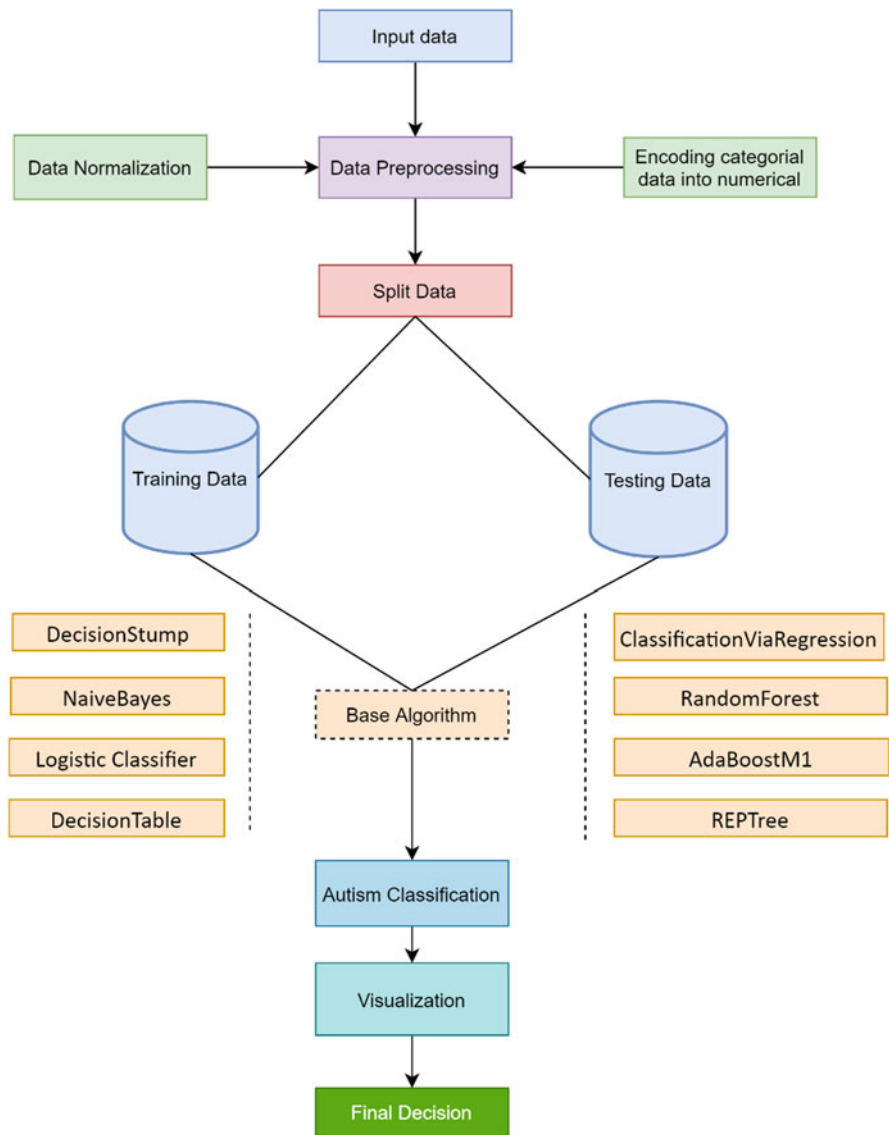 Input data
Data Normalization
Data Preprocessing
Encoding categorial
data into numerical
Split Data
Training Data
Testing Data
DecisionStump
NaiveBayes
Logistic Classifier
DecisionTable
Base Algorithm
ClassificationViaRegression
RandomForest
AdaBoostM1
REPTree
Autism Classification
Visualization
Final Decision